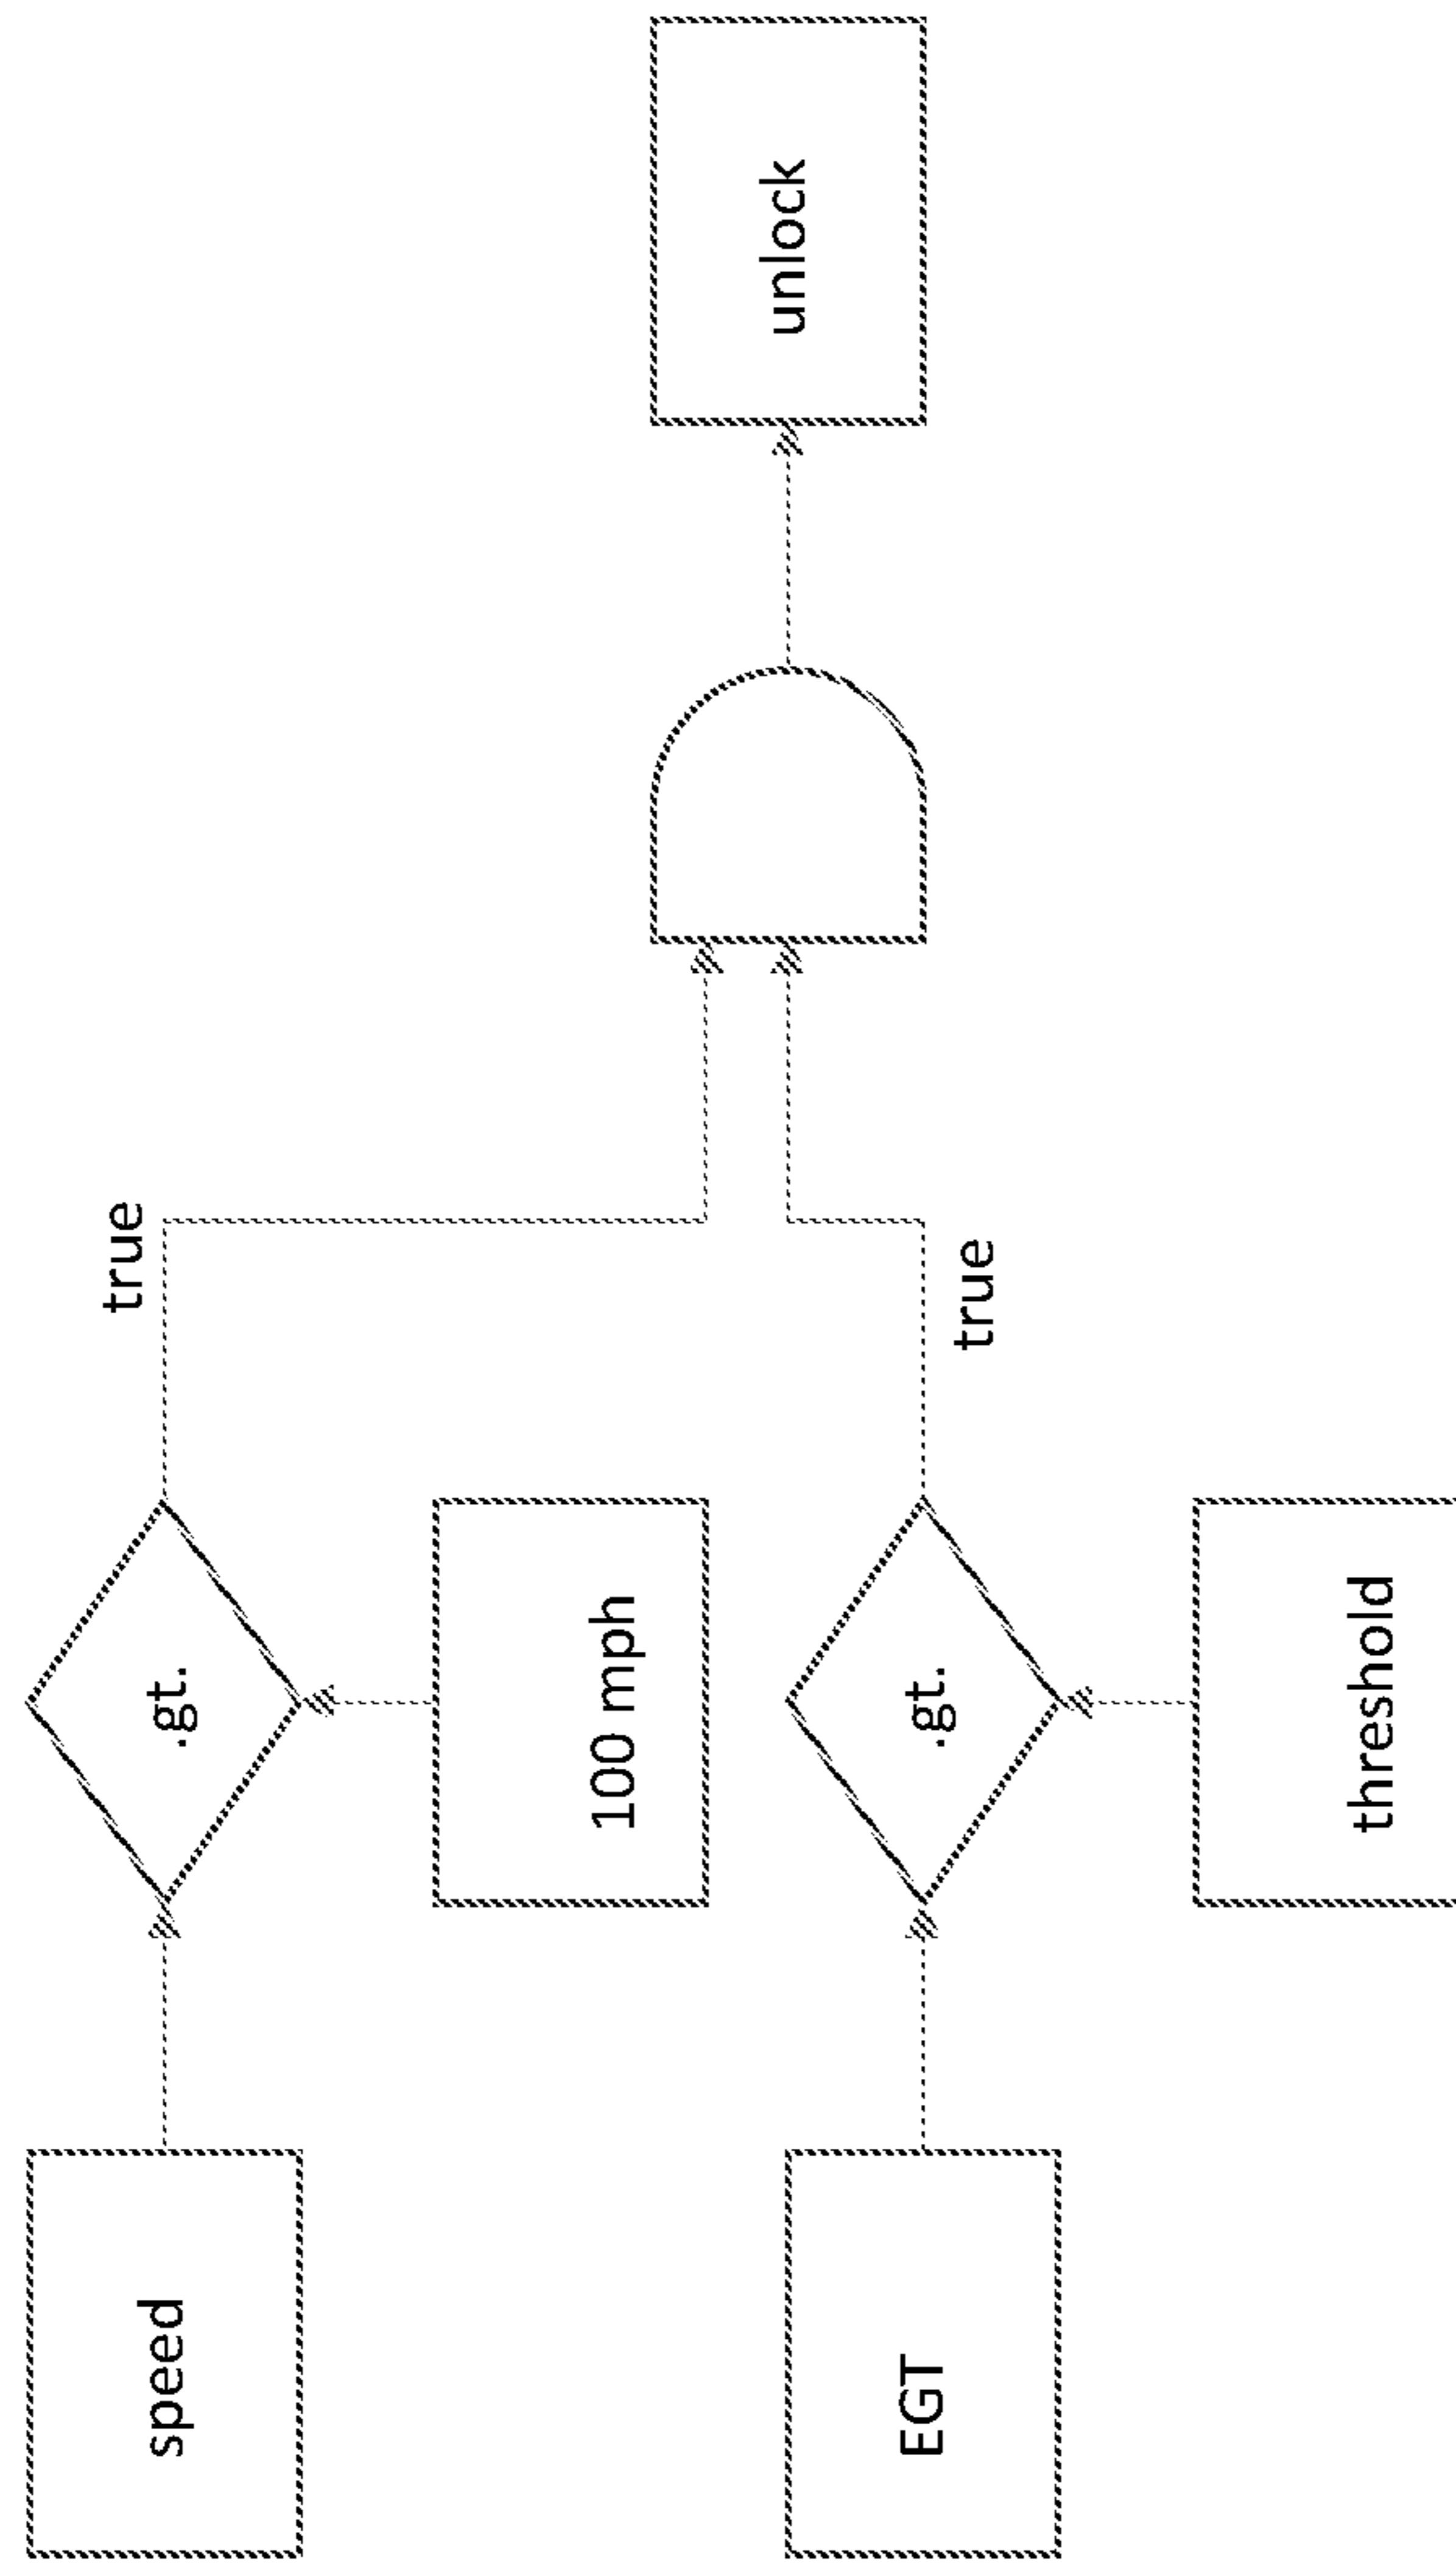 speed
.gt.
true
100 mph
unlock
EGT
.gt.
true
threshold